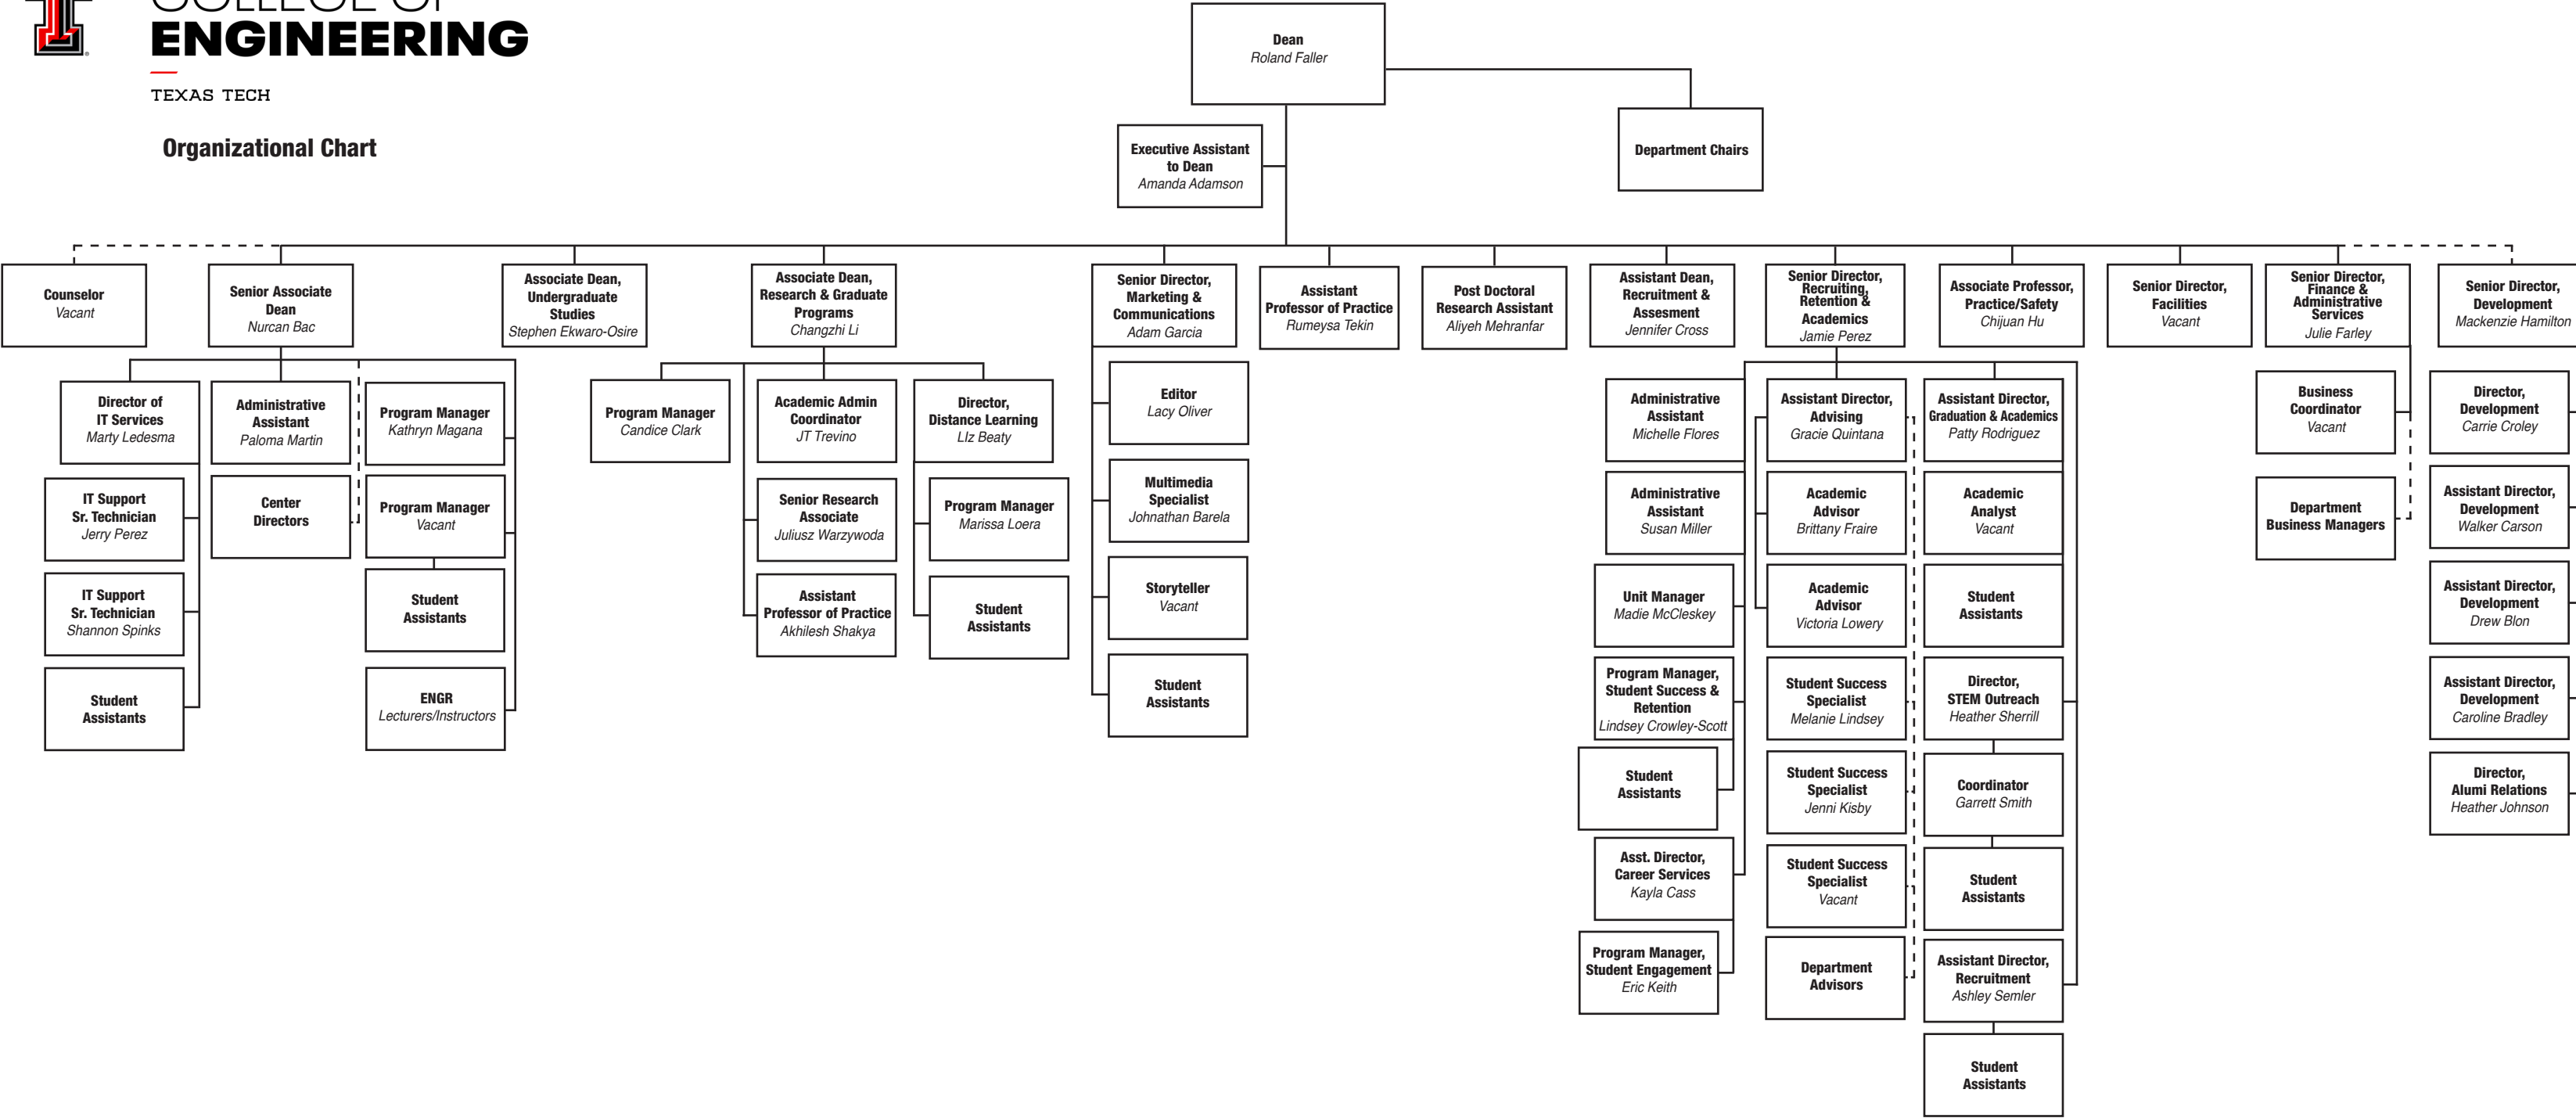 COLLEGE OF
ENGINEERING
TEXAS TECH
Organizational Chart
Dean
Roland Faller
Executive Assistant
to Dean
Amanda Adamson
Department Chairs
Counselor
Vacant
Senior Associate
Dean
Nurcan Bac
Associate Dean,
Undergraduate
Studies
Stephen Ekwaro-Osire
Associate Dean,
Research & Graduate
Programs
Changzhi Li
Senior Director,
Marketing &
Communications
Adam Garcia
Assistant
Professor of Practice
Rumeysa Tekin
Post Doctoral
Research Assistant
Aliyeh Mehranfar
Assistant Dean,
Recruitment &
Assesment
Jennifer Cross
Senior Director,
Recruiting,
Retention &
Academics
Jamie Perez
Associate Professor,
Practice/Safety
Chijuan Hu
Senior Director,
Facilities
Vacant
Senior Director,
Finance &
Administrative
Services
Julie Farley
Senior Director,
Development
Mackenzie Hamilton
Director of
IT Services
Marty Ledesma
IT Support
Sr. Technician
Jerry Perez
IT Support
Sr. Technician
Shannon Spinks
Student
Assistants
Administrative
Assistant
Paloma Martin
Center
Directors
Program Manager
Kathryn Magana
Program Manager
Vacant
Student
Assistants
ENGR
Lecturers/Instructors
Program Manager
Candice Clark
Academic Admin
Coordinator
JT Trevino
Senior Research
Associate
Juliusz Warzywoda
Assistant
Professor of Practice
Akhilesh Shakya
Director,
Distance Learning
LIz Beaty
Program Manager
Marissa Loera
Student
Assistants
Editor
Lacy Oliver
Multimedia
Specialist
Johnathan Barela
Storyteller
Vacant
Student
Assistants
Administrative
Assistant
Michelle Flores
Administrative
Assistant
Susan Miller
Unit Manager
Madie McCleskey
Program Manager,
Student Success &
Retention
Lindsey Crowley-Scott
Student
Assistants
Asst. Director,
Career Services
Kayla Cass
Program Manager,
Student Engagement
Eric Keith
Assistant Director,
Advising
Gracie Quintana
Academic
Advisor
Brittany Fraire
Academic
Advisor
Victoria Lowery
Student Success
Specialist
Melanie Lindsey
Student Success
Specialist
Jenni Kisby
Student Success
Specialist
Vacant
Department
Advisors
Assistant Director,
Graduation & Academics
Patty Rodriguez
Academic
Analyst
Vacant
Student
Assistants
Director,
STEM Outreach
Heather Sherrill
Coordinator
Garrett Smith
Student
Assistants
Assistant Director,
Recruitment
Ashley Semler
Student
Assistants
Business
Coordinator
Vacant
Department
Business Managers
Director,
Development
Carrie Croley
Assistant Director,
Development
Walker Carson
Assistant Director,
Development
Drew Blon
Assistant Director,
Development
Caroline Bradley
Director,
Alumi Relations
Heather Johnson